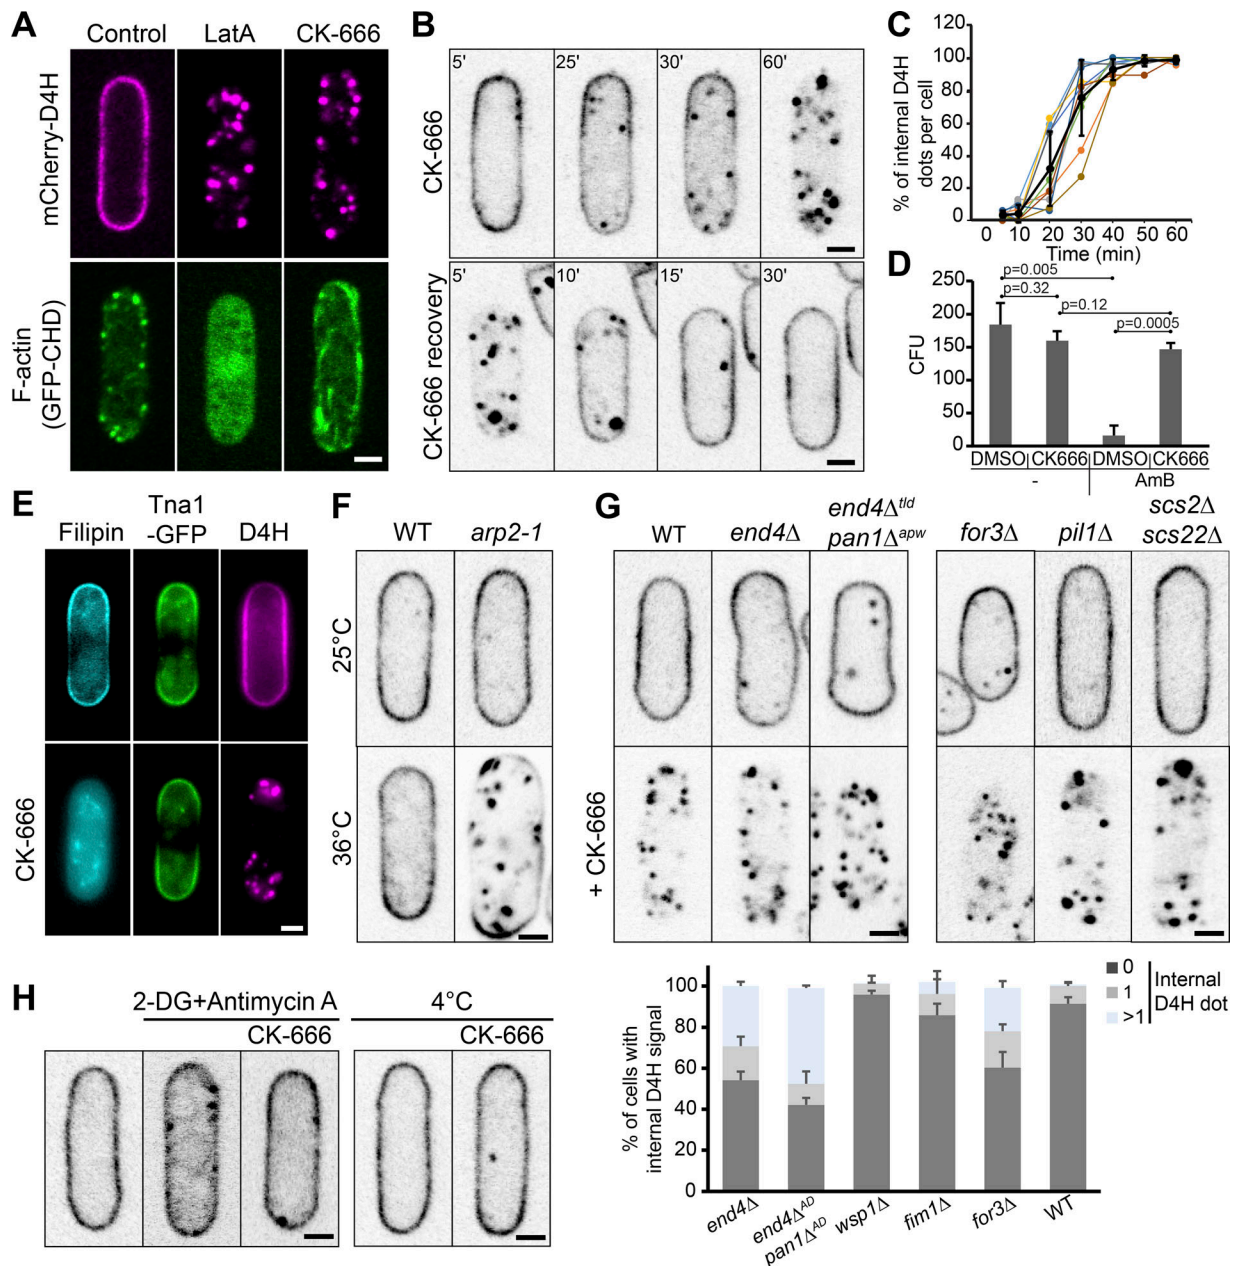 A
Control
LatA
CK-666
mCherry-D4H
F-actin
(GFP-CHD)
B
5'
25'
30'
60'
CK-666
5'
10'
15'
30'
CK-666 recovery
C
% of internal D4H
dots per cell
120
100
80
60
40
20
0
0
10
20
30
40
50
60
Time (min)
D
CFU
250
200
150
100
50
0
p=0.005
p=0.32
p=0.12
p=0.0005
DMSO
CK666
DMSO
CK666
-
AmB
E
Filipin
Tna1
-GFP
D4H
CK-666
F
WT
arp2-1
25°C
36°C
G
WT
end4Δ
end4Δtld
pan1Δapw
for3Δ
pil1Δ
scs2Δ
scs22Δ
+ CK-666
H
2-DG+Antimycin A
CK-666
4°C
CK-666
% of cells with
internal D4H signal
100
80
60
40
20
0
end4Δ
end4ΔAD
pan1ΔAD
wsp1Δ
fim1Δ
for3Δ
WT
0
1
>1
Internal
D4H dot